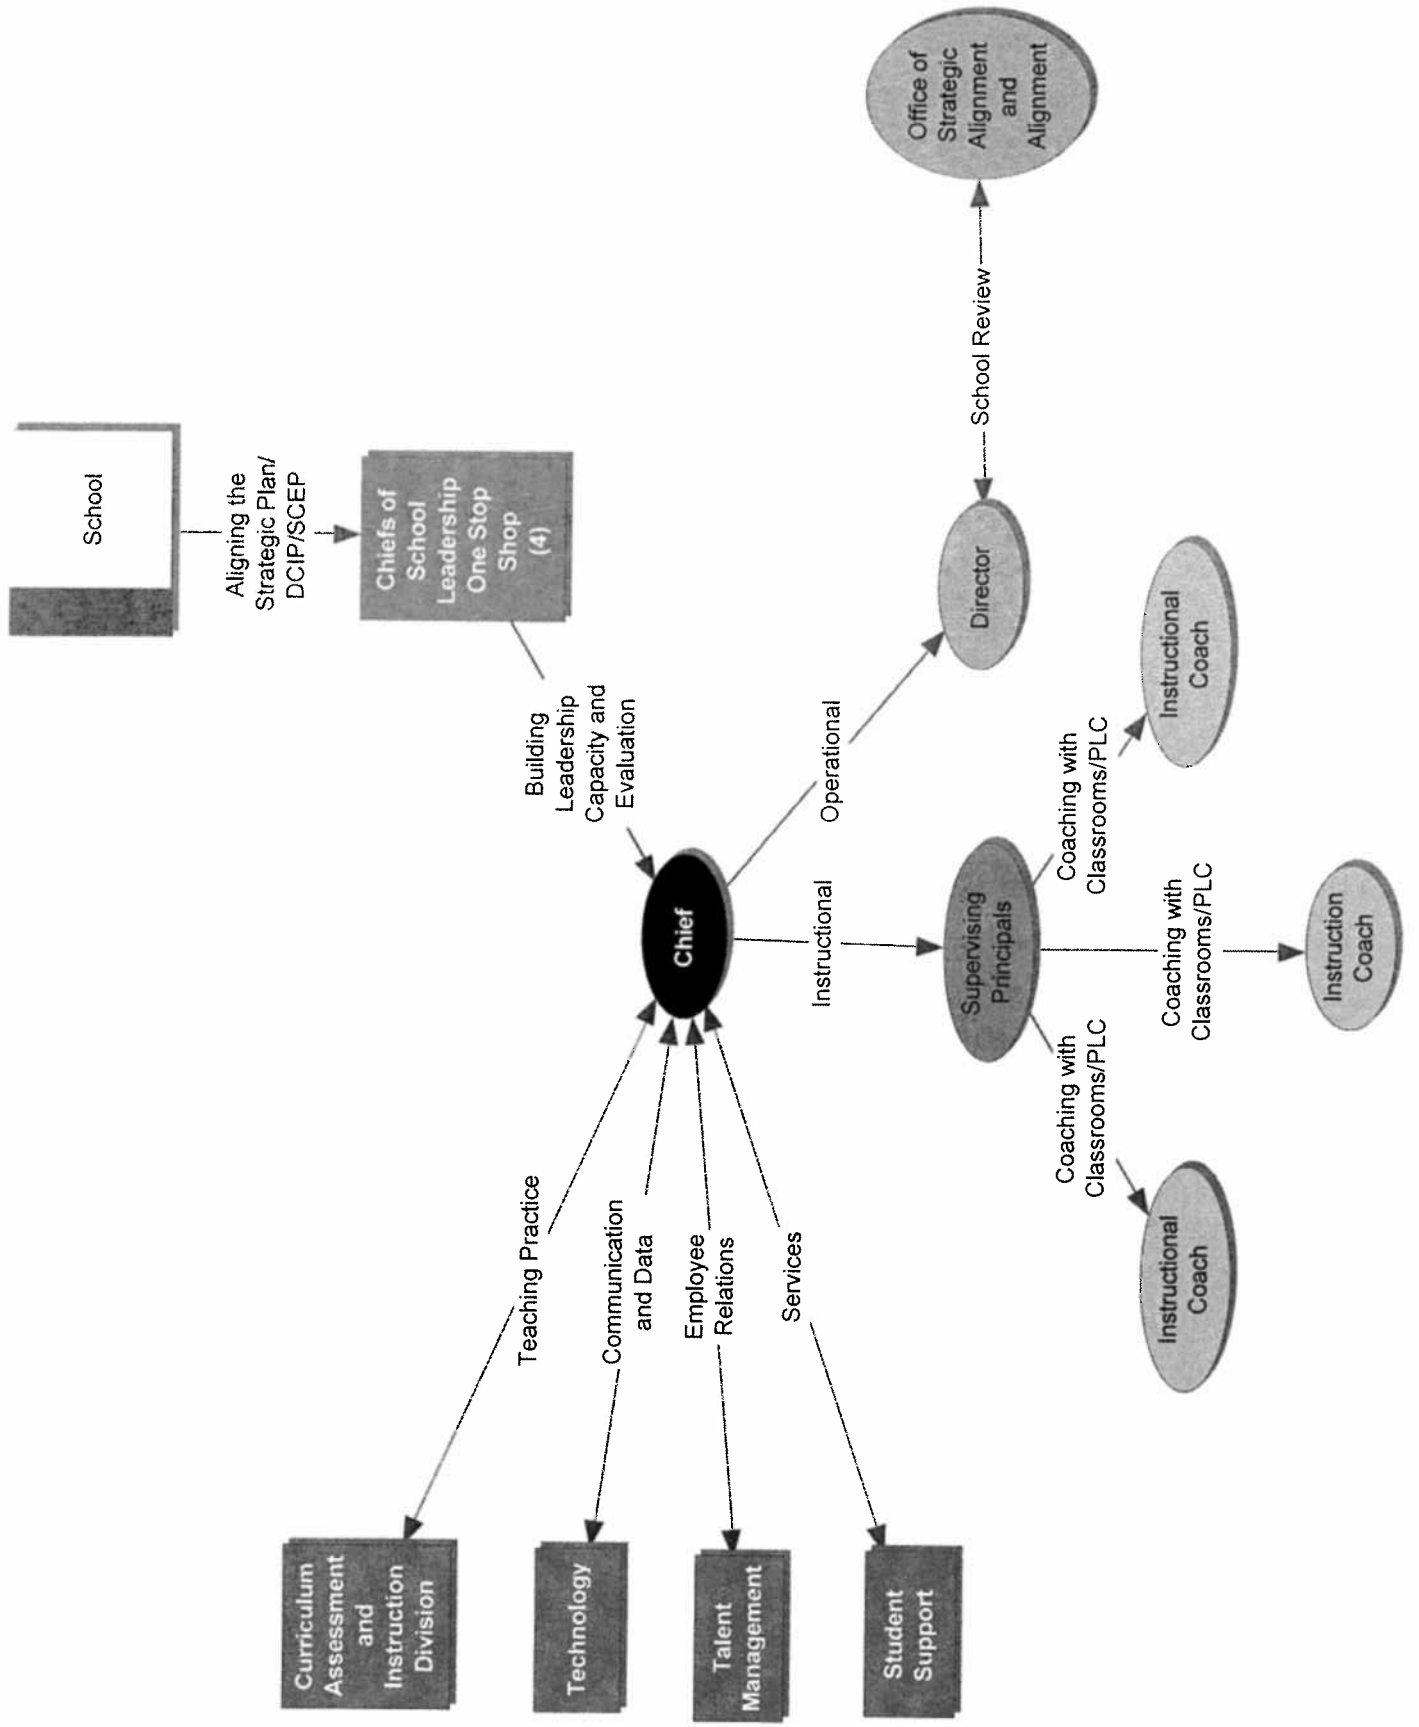 School
Aligning the
Strategic Plan/
DCIP/SCEP
Chiefs of
School
Leadership
One Stop
Shop
(4)
Building
Leadership
Capacity and
Evaluation
Chief
Curriculum
Assessment
and
Instruction
Division
Teaching Practice
Technology
Communication
and Data
Talent
Management
Employee
Relations
Student
Support
Services
Instructional
Operational
Supervising
Principals
Director
School Review
Office of
Strategic
Alignment
and
Alignment
Coaching with
Classrooms/PLC
Coaching with
Classrooms/PLC
Coaching with
Classrooms/PLC
Instructional
Coach
Instruction
Coach
Instructional
Coach